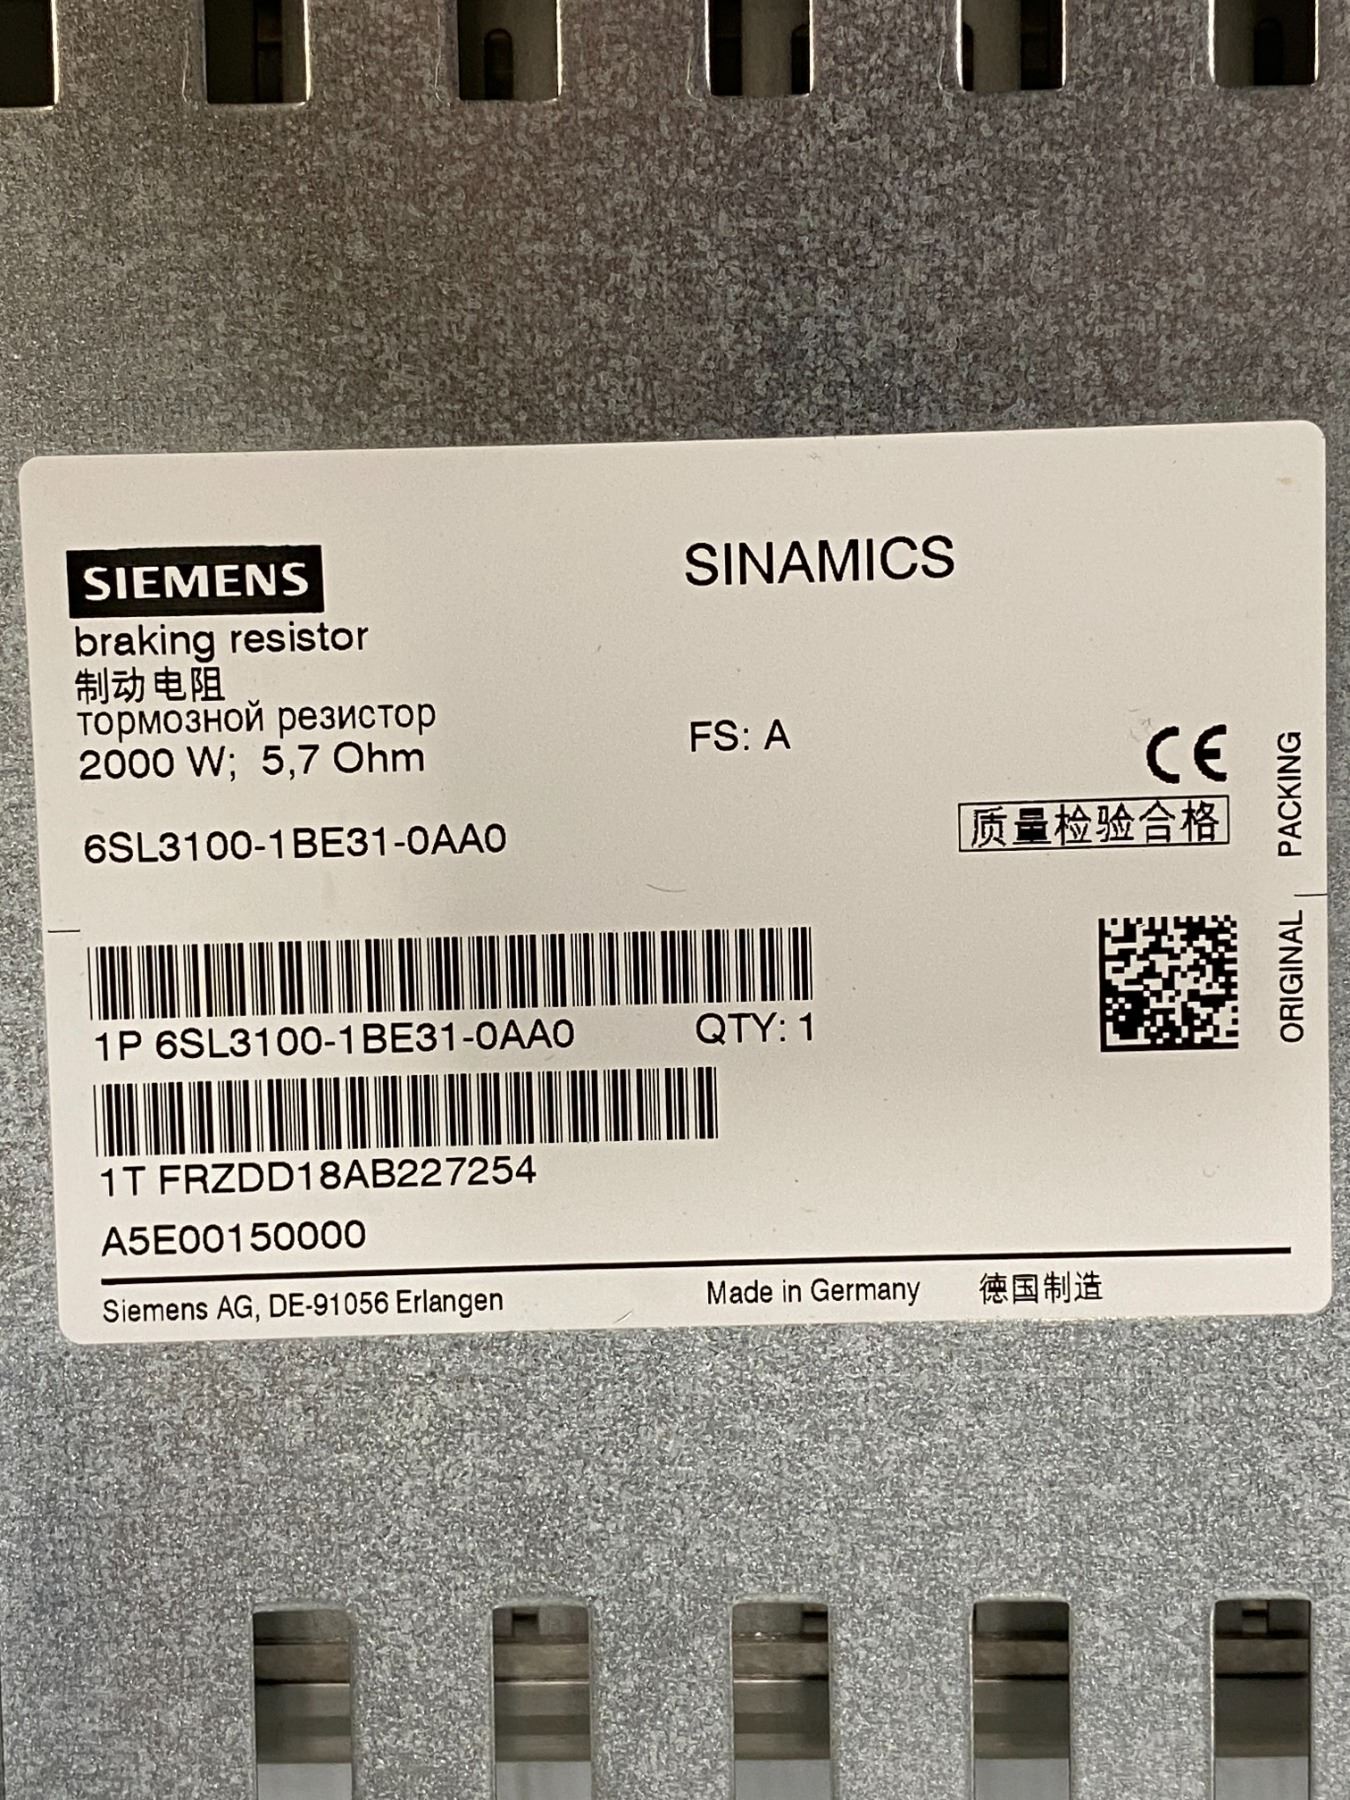 SIEMENS
SINAMICS
braking resistor
制动电阻
тормозной резистор
2000 W; 5,7 Ohm
FS: A
CE
6SL3100-1BE31-0AA0
质量检验合格
ORIGINAL PACKING
1P 6SL3100-1BE31-0AA0 QTY: 1
1T FRZDD18AB227254
A5E00150000
Siemens AG, DE-91056 Erlangen
Made in Germany 德国制造